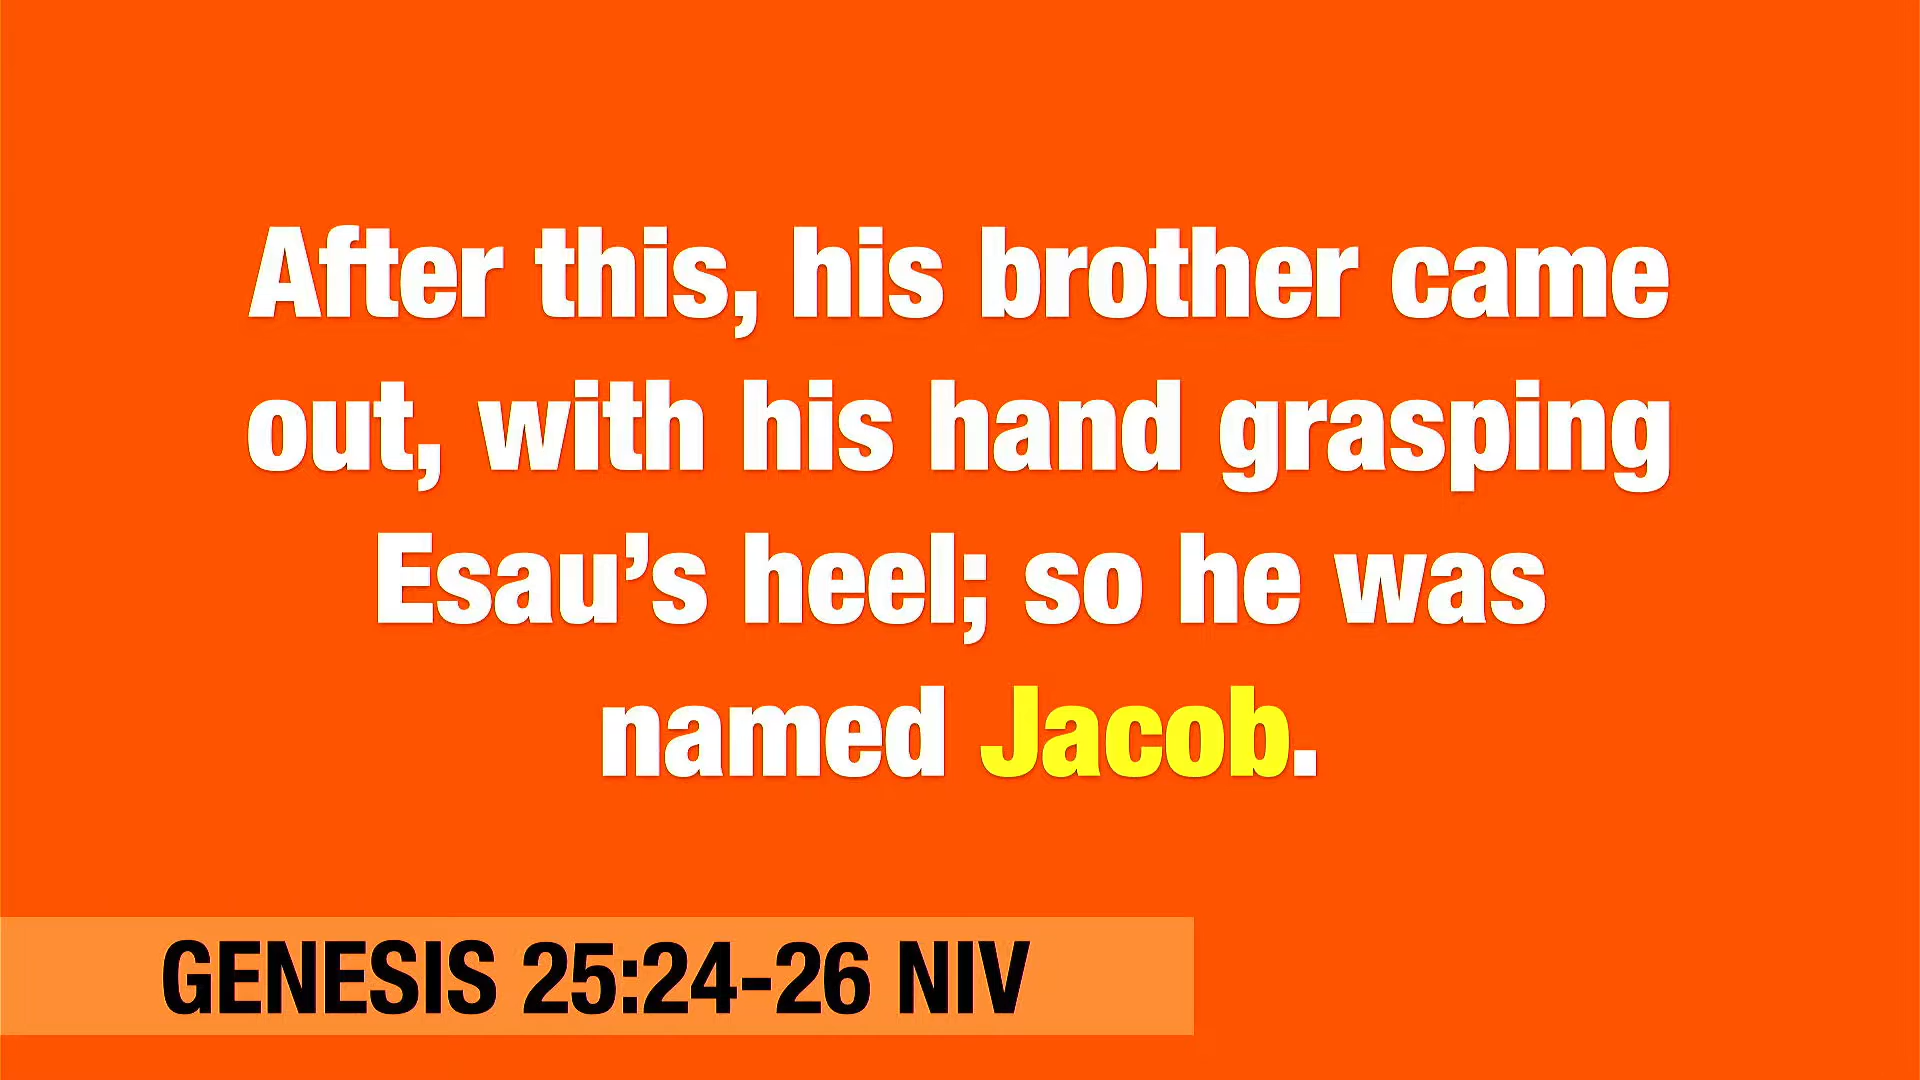 After this, his brother came
out, with his hand grasping
Esau’s heel; so he was
named Jacob.
GENESIS 25:24-26 NIV